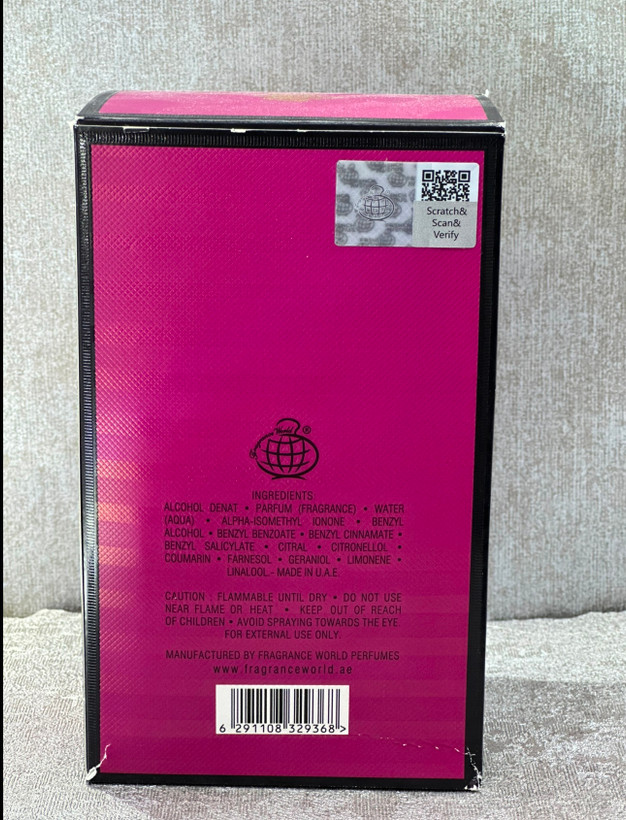 Scratch&
Scan&
Verify
World ®
INGREDIENTS:
ALCOHOL DENAT • PARFUM (FRAGRANCE) • WATER
(AQUA) • ALPHA-ISOMETHYL IONONE • BENZYL
ALCOHOL • BENZYL BENZOATE • BENZYL CINNAMATE •
BENZYL SALICYLATE • CITRAL • CITRONELLOL •
COUMARIN • FARNESOL • GERANIOL • LIMONENE •
LINALOOL.- MADE IN U.A.E.
CAUTION : FLAMMABLE UNTIL DRY • DO NOT USE
NEAR FLAME OR HEAT • KEEP OUT OF REACH
OF CHILDREN • AVOID SPRAYING TOWARDS THE EYE.
FOR EXTERNAL USE ONLY.
MANUFACTURED BY FRAGRANCE WORLD PERFUMES
www.fragranceworld.ae
6 291108 329368 >